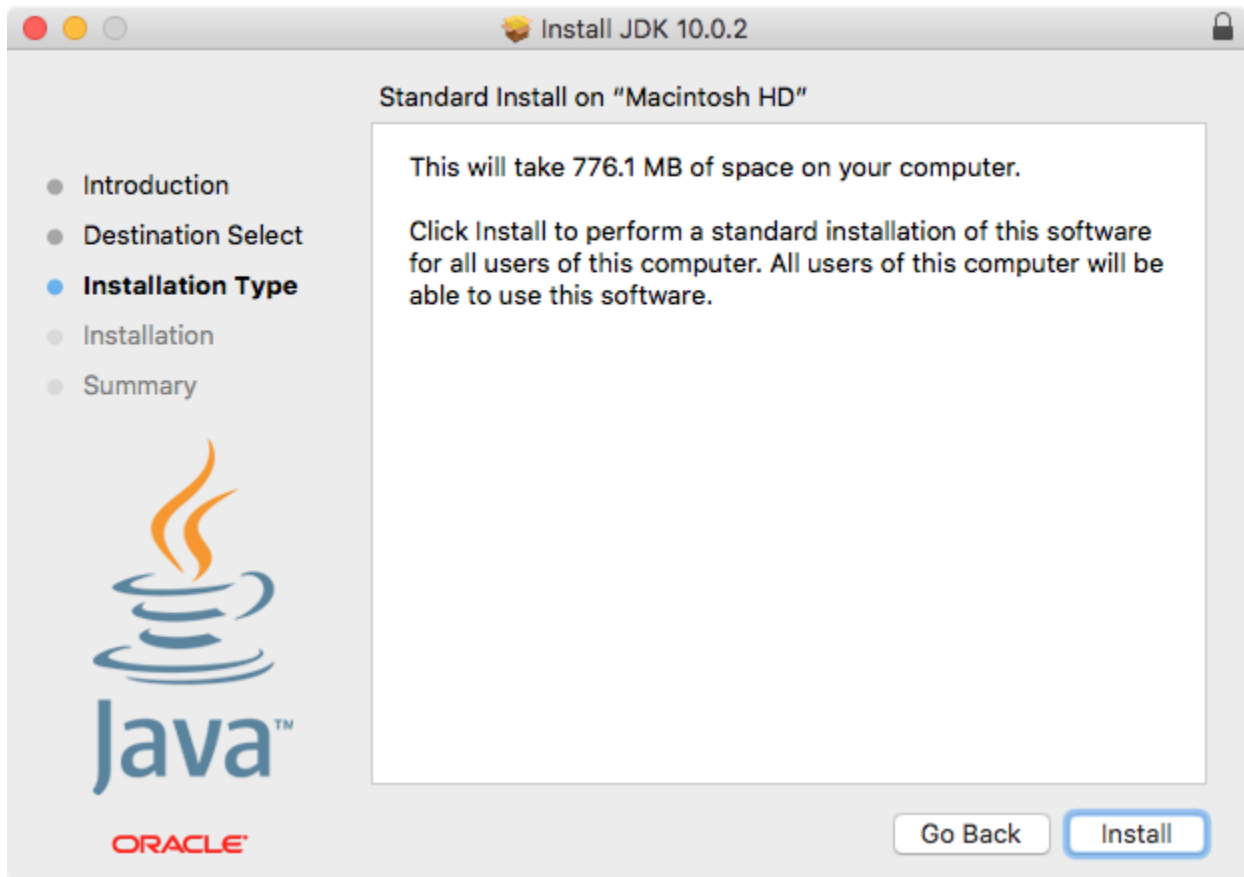 Install JDK 10.0.2
Standard Install on "Macintosh HD"
Introduction
Destination Select
Installation Type
Installation
Summary
This will take 776.1 MB of space on your computer.
Click Install to perform a standard installation of this software
for all users of this computer. All users of this computer will be
able to use this software.
Java™
ORACLE®
Go Back
Install